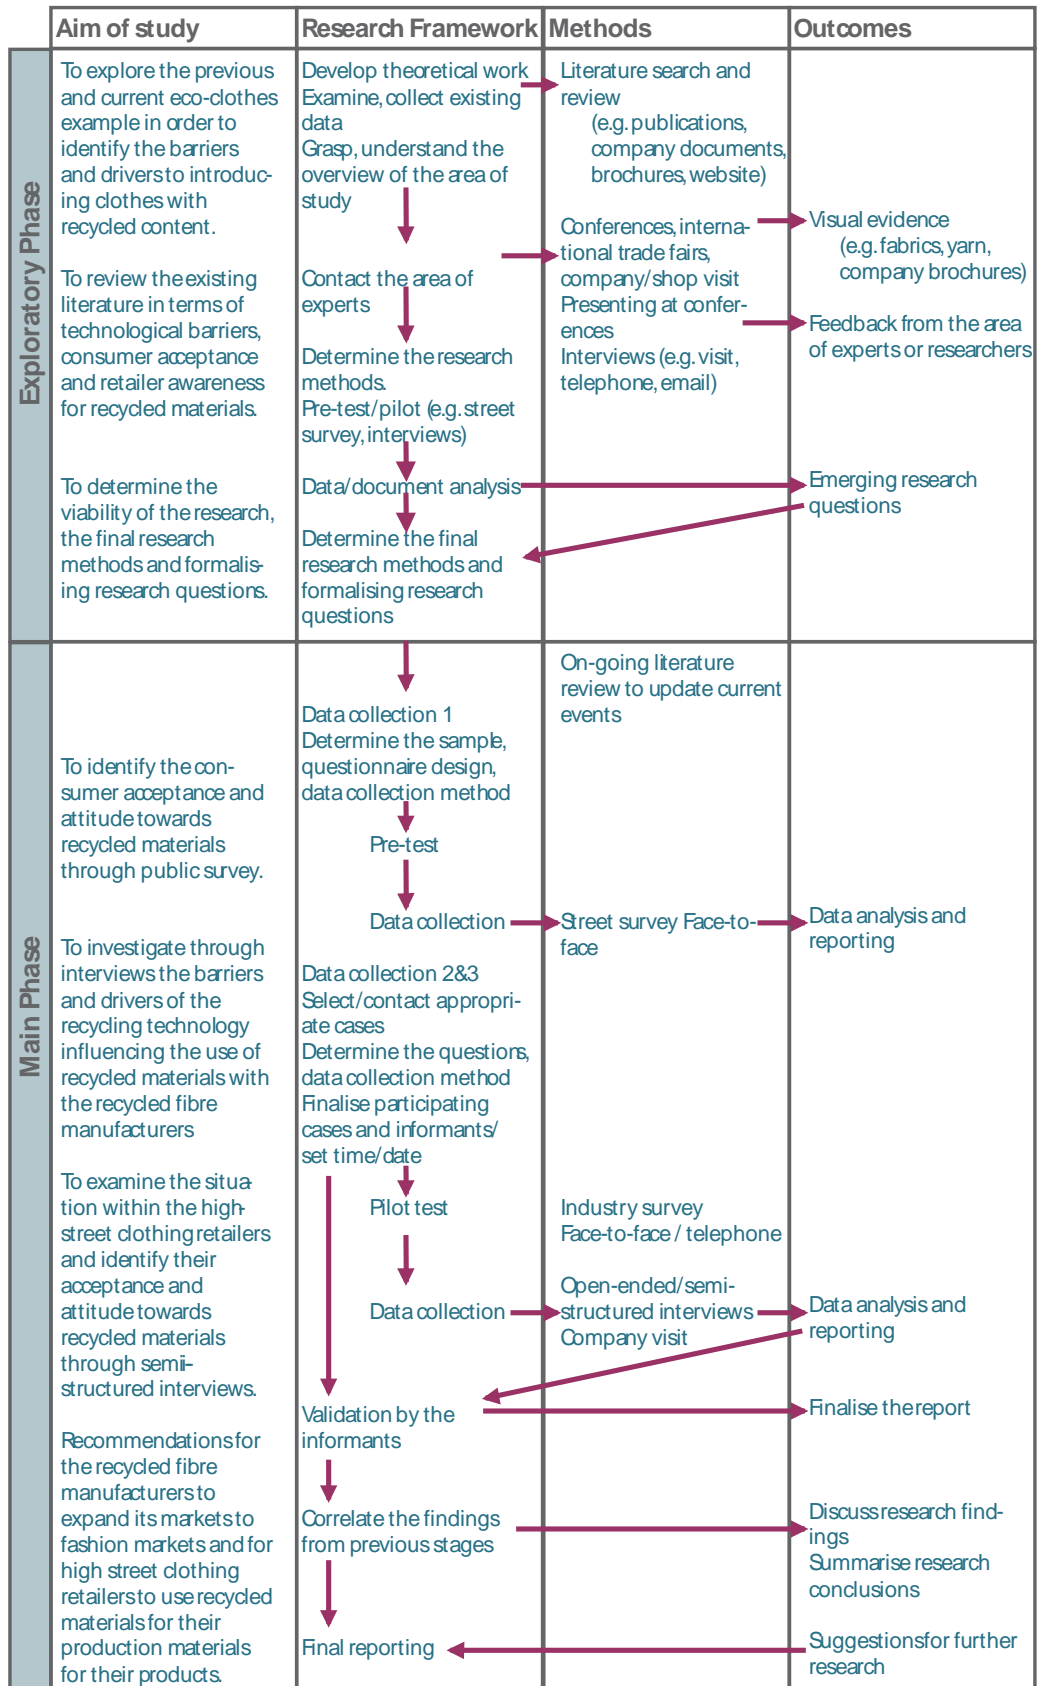 Aim of study
Research Framework
Methods
Outcomes
Exploratory Phase
To explore the previous
and current eco-clothes
example in order to
identify the barriers
and drivers to introduc-
ing clothes with
recycled content.
To review the existing
literature in terms of
technological barriers,
consumer acceptance
and retailer awareness
for recycled materials.
To determine the
viability of the research,
the final research
methods and formalis-
ing research questions.
Develop theoretical work
Examine, collect existing
data
Grasp, understand the
overview of the area of
study
Contact the area of
experts
Determine the research
methods.
Pre-test/pilot (e.g. street
survey, interviews)
Data/document analysis
Determine the final
research methods and
formalising research
questions
Literature search and
review
(e.g. publications,
company documents,
brochures, website)
Conferences, interna-
tional trade fairs,
company/shop visit
Presenting at confer-
ences
Interviews (e.g. visit,
telephone, email)
Visual evidence
(e.g. fabrics, yarn,
company brochures)
Feedback from the area
of experts or researchers
Emerging research
questions
Main Phase
To identify the con-
sumer acceptance and
attitude towards
recycled materials
through public survey.
To investigate through
interviews the barriers
and drivers of the
recycling technology
influencing the use of
recycled materials with
the recycled fibre
manufacturers
To examine the situa-
tion within the high-
street clothing retailers
and identify their
acceptance and
attitude towards
recycled materials
through semi-
structured interviews.
Recommendations for
the recycled fibre
manufacturers to
expand its markets to
fashion markets and for
high street clothing
retailers to use recycled
materials for their
production materials
for their products.
Data collection 1
Determine the sample,
questionnaire design,
data collection method
Pre-test
Data collection
Data collection 2&3
Select/contact appropri-
ate cases
Determine the questions,
data collection method
Finalise participating
cases and informants/
set time/date
Pilot test
Data collection
Validation by the
informants
Correlate the findings
from previous stages
Final reporting
On-going literature
review to update current
events
Street survey Face-to-
face
Industry survey
Face-to-face / telephone
Open-ended/semi-
structured interviews
Company visit
Data analysis and
reporting
Data analysis and
reporting
Finalise the report
Discuss research find-
ings
Summarise research
conclusions
Suggestions for further
research